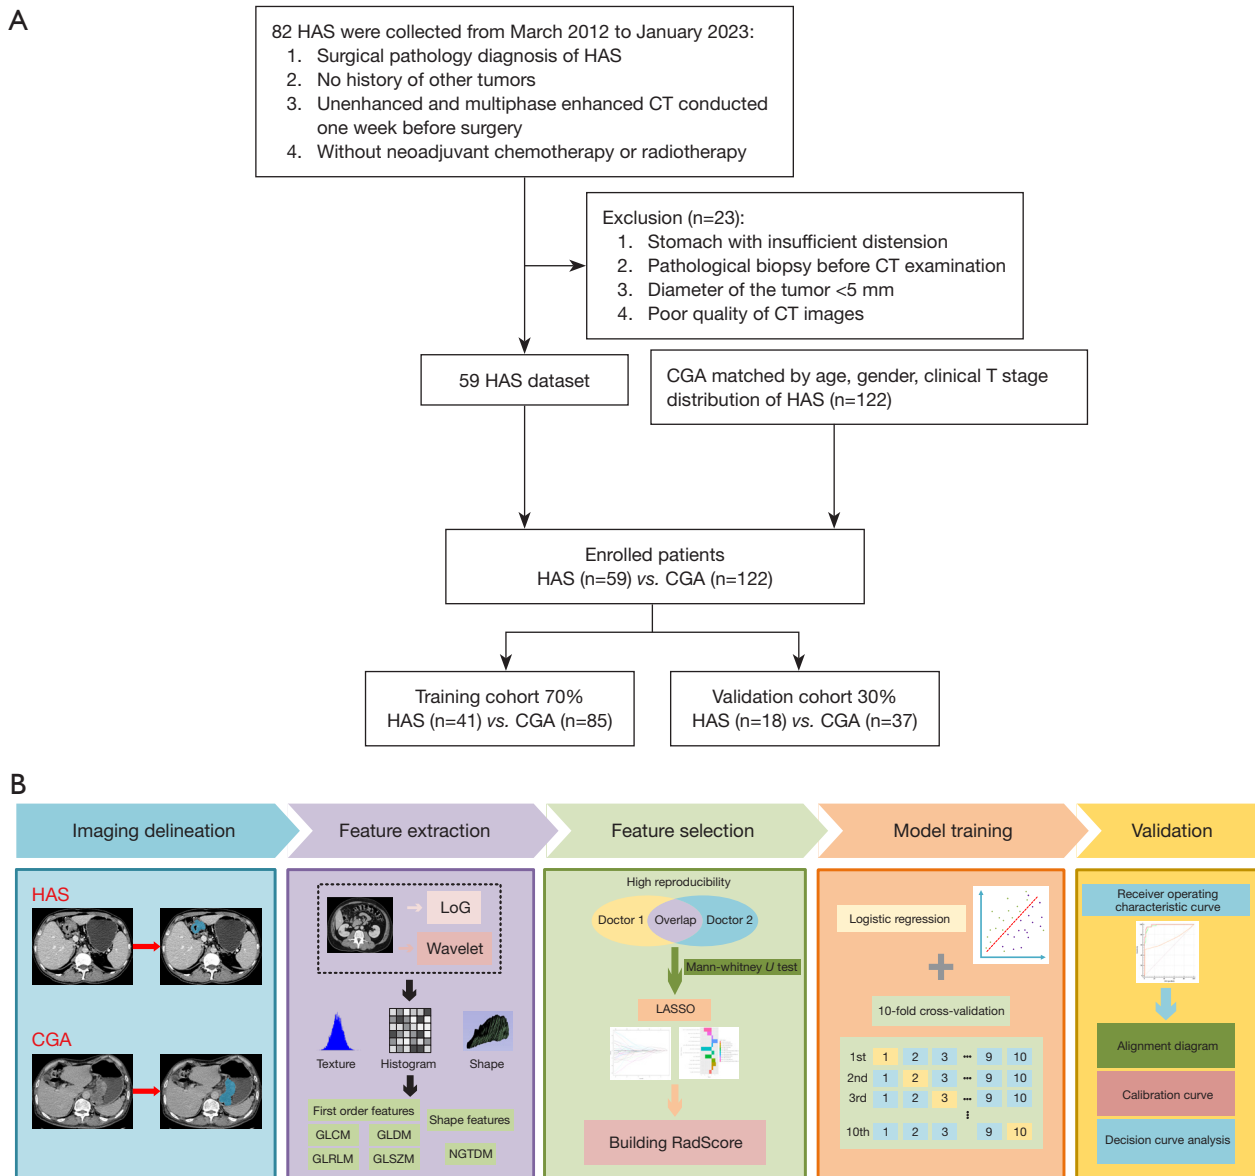 A
82 HAS were collected from March 2012 to January 2023:
1. Surgical pathology diagnosis of HAS
2. No history of other tumors
3. Unenhanced and multiphase enhanced CT conducted
one week before surgery
4. Without neoadjuvant chemotherapy or radiotherapy
Exclusion (n=23):
1. Stomach with insufficient distension
2. Pathological biopsy before CT examination
3. Diameter of the tumor <5 mm
4. Poor quality of CT images
59 HAS dataset
CGA matched by age, gender, clinical T stage
distribution of HAS (n=122)
Enrolled patients
HAS (n=59) vs. CGA (n=122)
Training cohort 70%
HAS (n=41) vs. CGA (n=85)
Validation cohort 30%
HAS (n=18) vs. CGA (n=37)
B
Imaging delineation
Feature extraction
Feature selection
Model training
Validation
HAS
CGA
LoG
Wavelet
Texture
Histogram
Shape
First order features
GLCM
GLDM
GLRLM
GLSZM
Shape features
NGTDM
High reproducibility
Doctor 1
Overlap
Doctor 2
Mann-whitney U test
LASSO
Building RadScore
Logistic regression
10-fold cross-validation
1st 1 2 3 ··· 9 10
2nd 1 2 3 ··· 9 10
3rd 1 2 3 ··· 9 10
⋮
10th 1 2 3 9 10
Receiver operating
characteristic curve
Alignment diagram
Calibration curve
Decision curve analysis